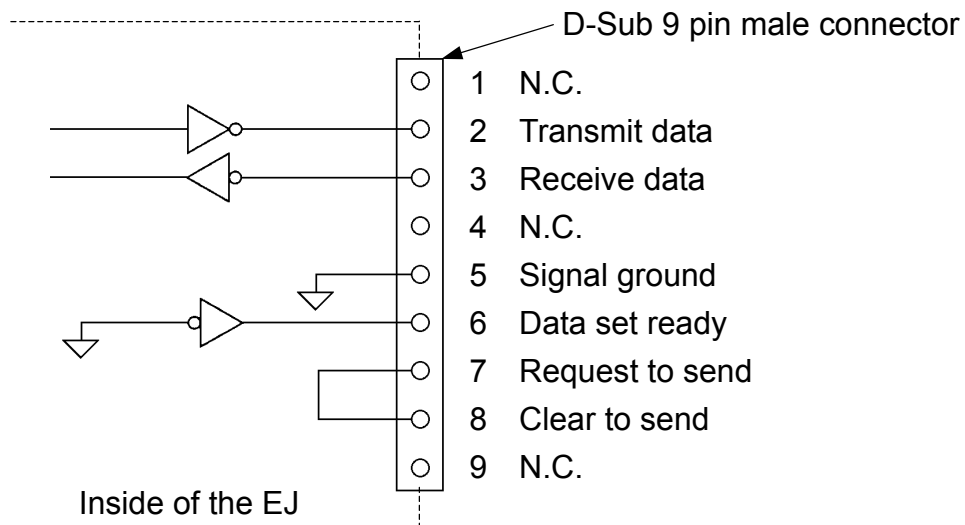 D-Sub 9 pin male connector
1 N.C.
2 Transmit data
3 Receive data
4 N.C.
5 Signal ground
6 Data set ready
7 Request to send
8 Clear to send
9 N.C.
Inside of the EJ